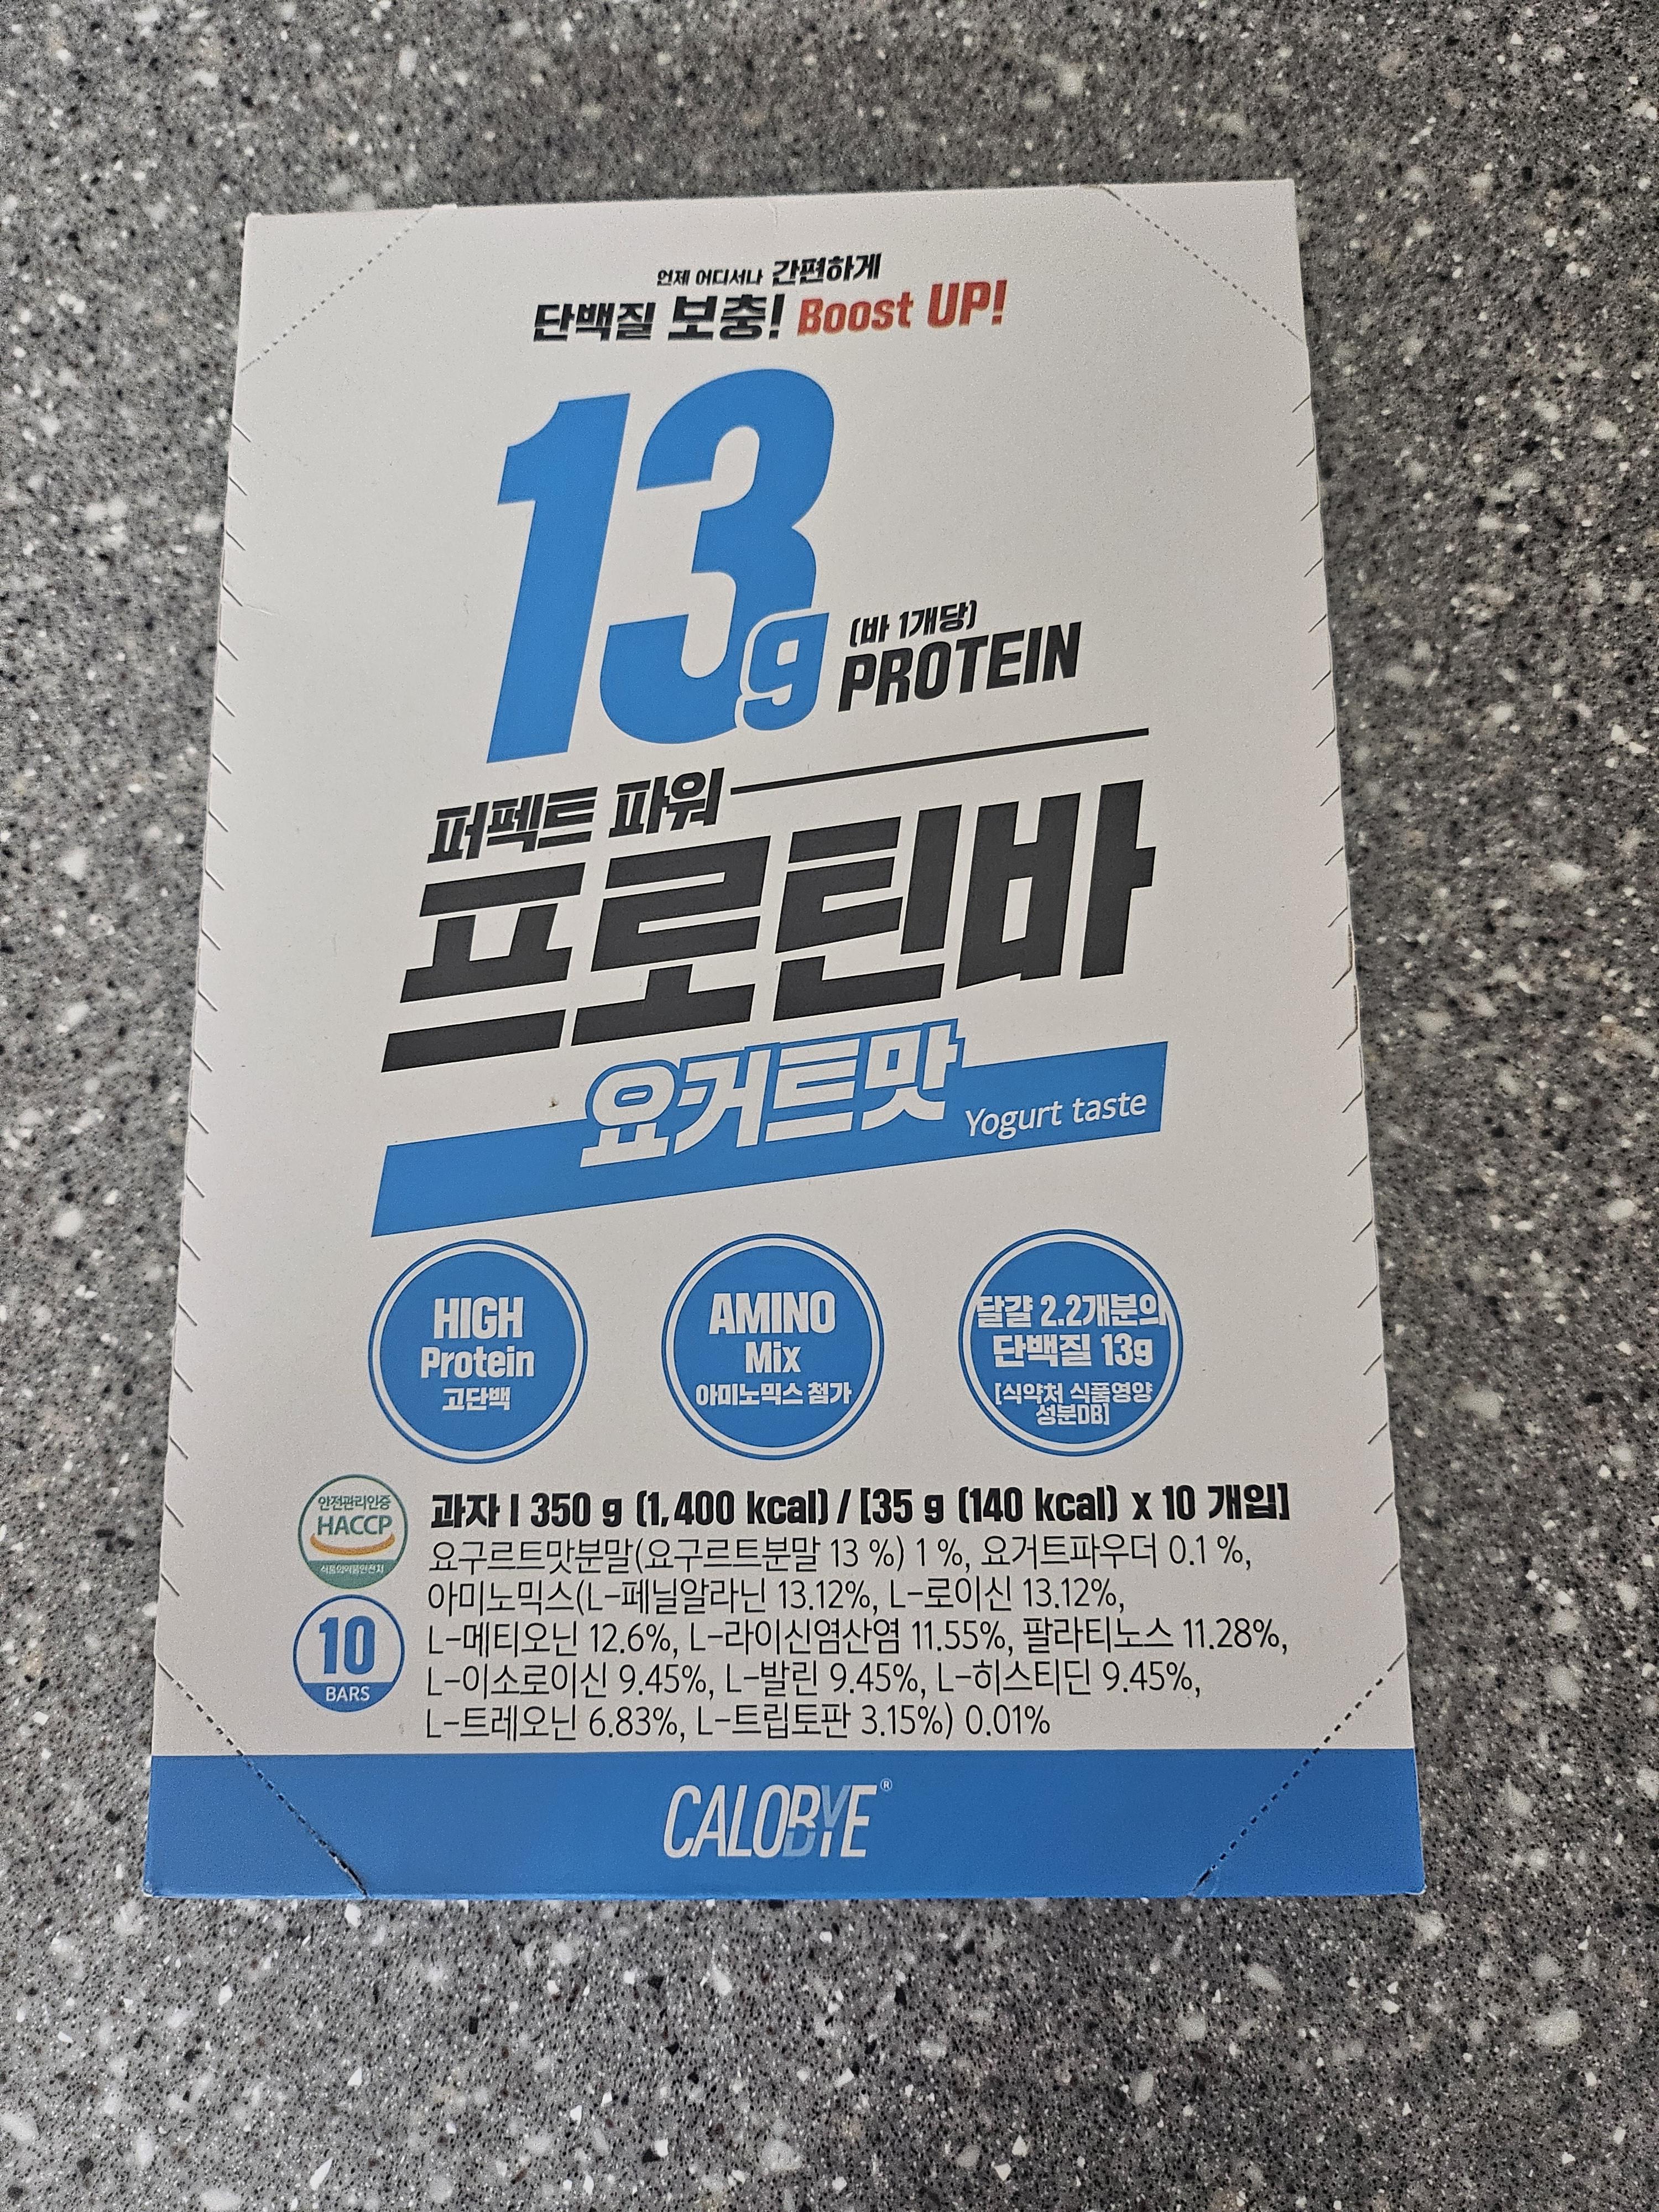 언제 어디서나 간편하게
단백질 보충! Boost UP!
13g
(바 1개당)
PROTEIN
퍼펙트 파워
프로틴바
요거트맛 Yogurt taste
HIGH
Protein
고단백
AMINO
Mix
아미노믹스 첨가
달걀 2.2개분의
단백질 13g
[식약처 식품영양
성분DB]
안전관리인증
HACCP
식품의약품안전처
10
BARS
과자 I 350 g (1,400 kcal) / [35 g (140 kcal) x 10 개입]
요구르트맛분말(요구르트분말 13 %) 1 %, 요거트파우더 0.1 %,
아미노믹스(L-페닐알라닌 13.12%, L-로이신 13.12%,
L-메티오닌 12.6%, L-라이신염산염 11.55%, 팔라티노스 11.28%,
L-이소로이신 9.45%, L-발린 9.45%, L-히스티딘 9.45%,
L-트레오닌 6.83%, L-트립토판 3.15%) 0.01%
CALOBYE®